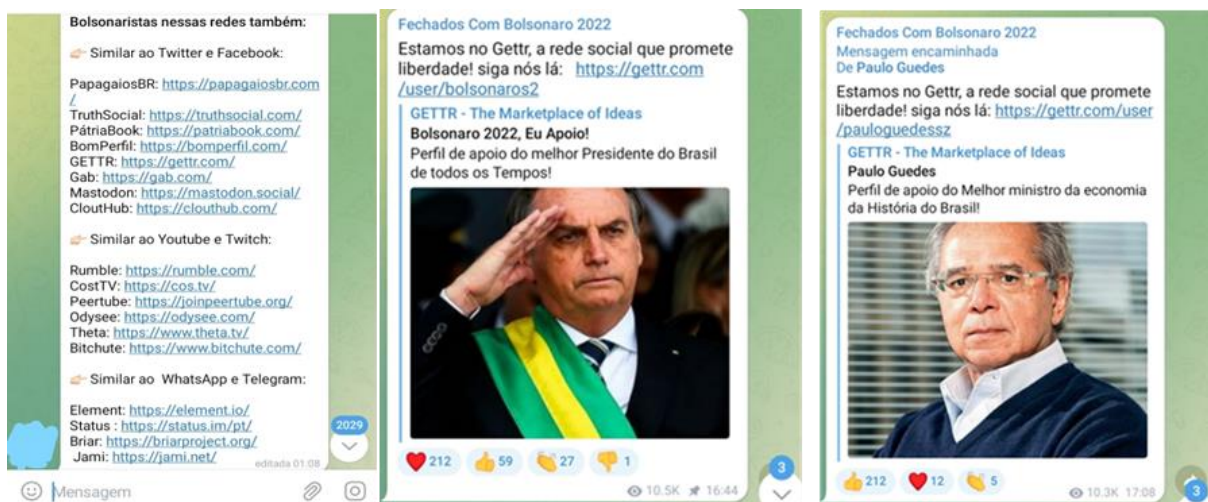 Bolsonaristas nessas redes também:
👉🏻 Similar ao Twitter e Facebook:
PapagaiosBR: https://papagaiosbr.com
/
TruthSocial: https://truthsocial.com/
PátriaBook: https://patriabook.com/
BomPerfil: https://bomperfil.com/
GETTR: https://gettr.com/
Gab: https://gab.com/
Mastodon: https://mastodon.social/
CloutHub: https://clouthub.com/
👉🏻 Similar ao Youtube e Twitch:
Rumble: https://rumble.com/
CostTV: https://cos.tv/
Peertube: https://joinpeertube.org/
Odysee: https://odysee.com/
Theta: https://www.theta.tv/
Bitchute: https://www.bitchute.com/
👉🏻 Similar ao WhatsApp e Telegram:
Element: https://element.io/
Status : https://status.im/pt/
Briar: https://briarproject.org/
Jami: https://jami.net/
editada 01:08
2029
Mensagem
Fechados Com Bolsonaro 2022
Estamos no Gettr, a rede social que promete
liberdade! siga nós lá: https://gettr.com
/user/bolsonaros2
GETTR - The Marketplace of Ideas
Bolsonaro 2022, Eu Apoio!
Perfil de apoio do melhor Presidente do Brasil
de todos os Tempos!
❤️ 212 👍 59 👏 27 👎 1
10.5K 16:44
3
Fechados Com Bolsonaro 2022
Mensagem encaminhada
De Paulo Guedes
Estamos no Gettr, a rede social que promete
liberdade! siga nós lá: https://gettr.com/user
/pauloguedessz
GETTR - The Marketplace of Ideas
Paulo Guedes
Perfil de apoio do Melhor ministro da economia
da História do Brasil!
👍 212 ❤️ 12 👏 5
10.3K 17:08
3